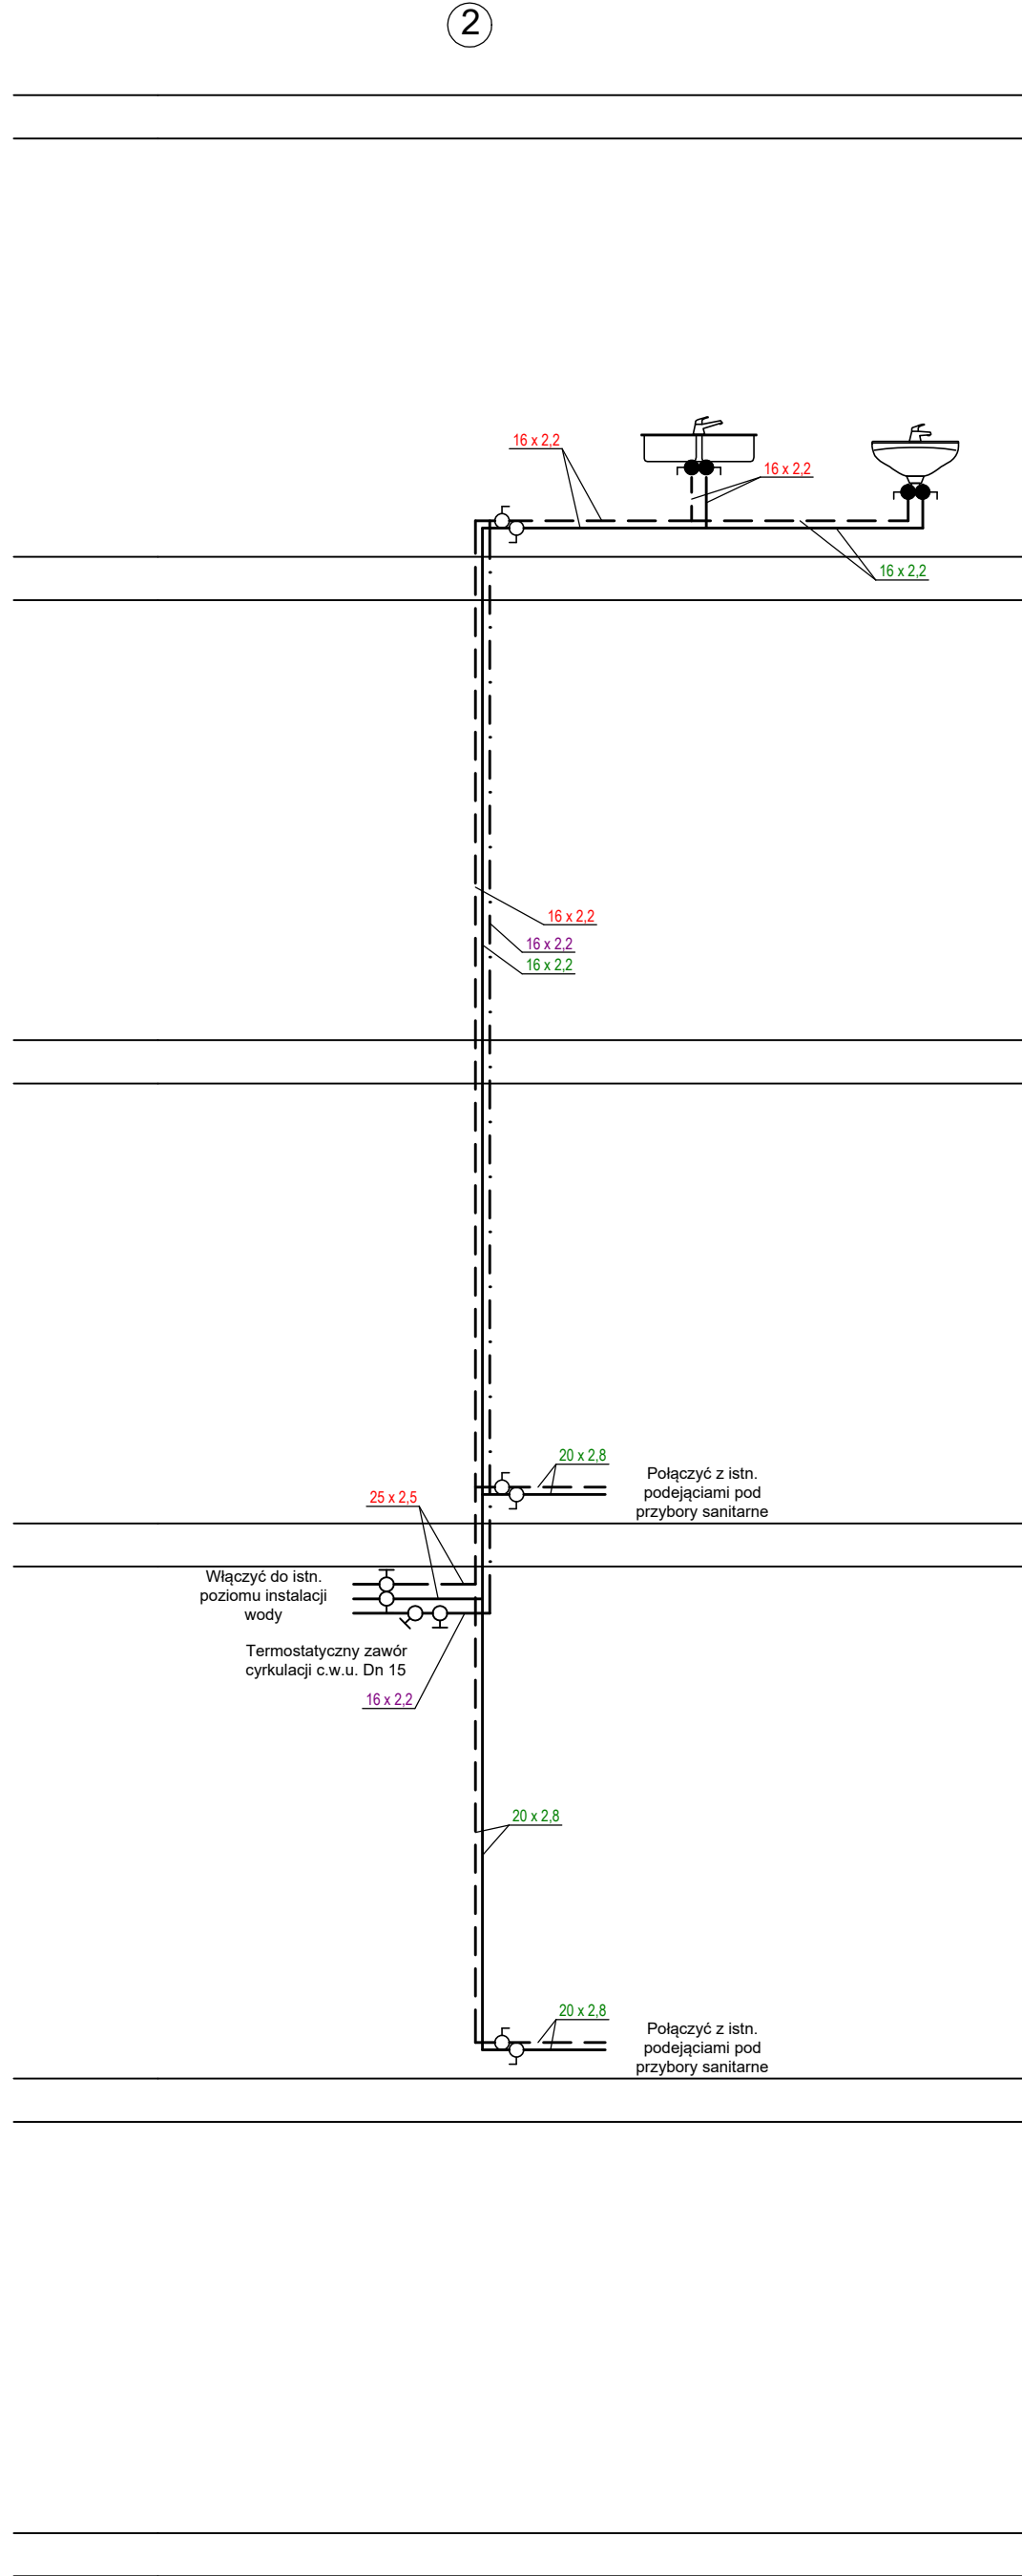 2
16 x 2,2
16 x 2,2
16 x 2,2
16 x 2,2
16 x 2,2
16 x 2,2
20 x 2,8
Połączyć z istn.
podejąciami pod
przybory sanitarne
25 x 2,5
Włączyć do istn.
poziomu instalacji
wody
Termostatyczny zawór
cyrkulacji c.w.u. Dn 15
16 x 2,2
20 x 2,8
20 x 2,8
Połączyć z istn.
podejąciami pod
przybory sanitarne